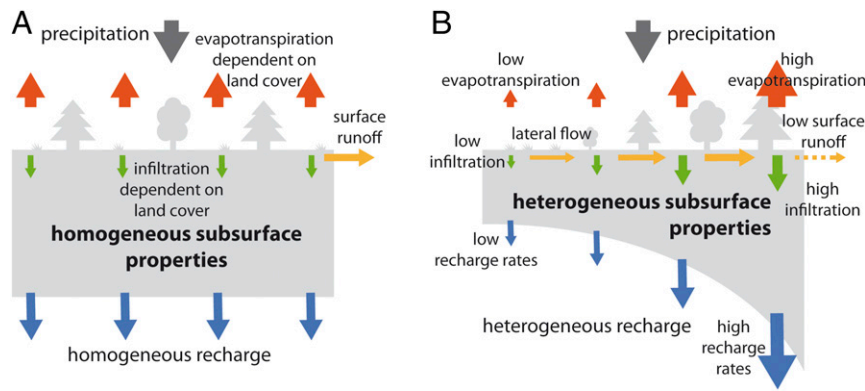 A
precipitation
evapotranspiration
dependent on
land cover
surface
runoff
infiltration
dependent on
land cover
homogeneous subsurface
properties
homogeneous recharge
B
precipitation
low
evapotranspiration
high
evapotranspiration
low surface
runoff
lateral flow
low
infiltration
high
infiltration
heterogeneous subsurface
properties
low
recharge rates
heterogeneous recharge
high
recharge
rates